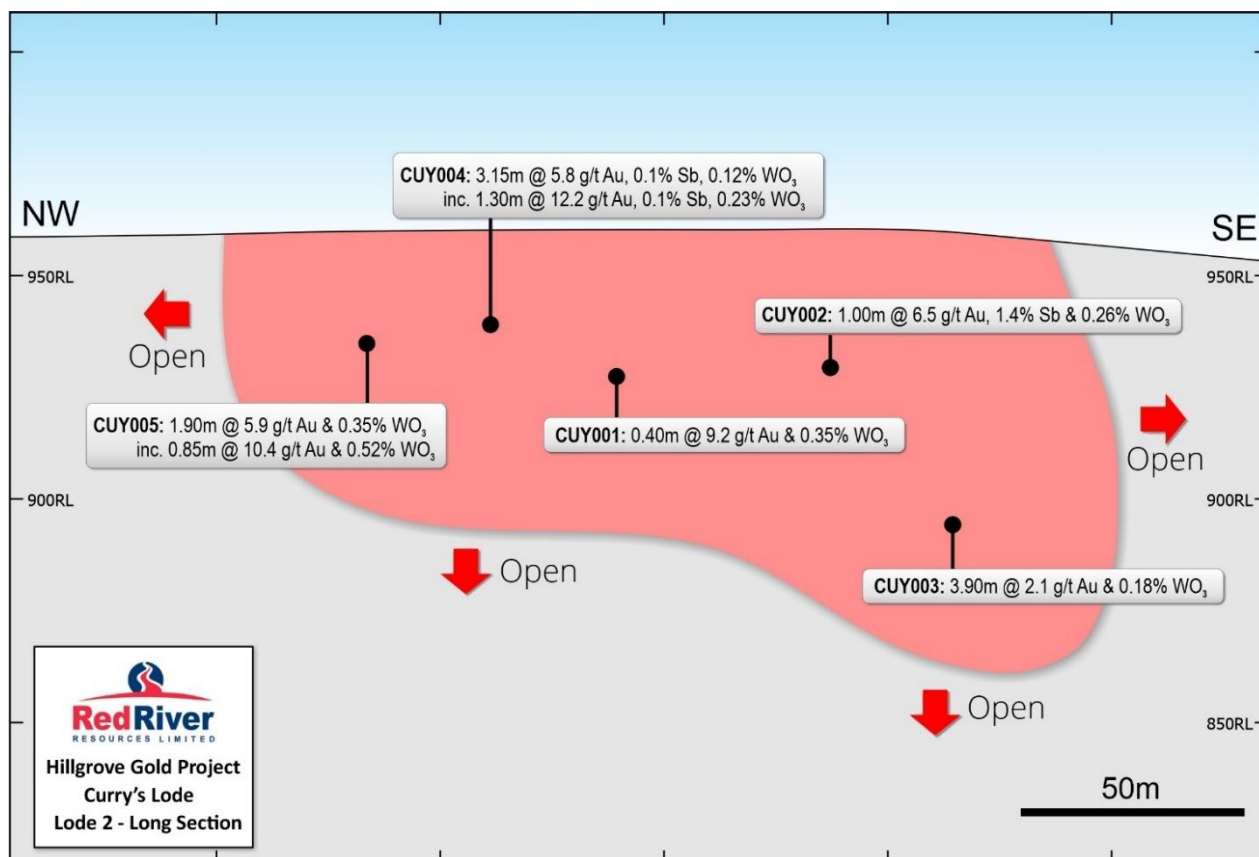 CUY004: 3.15m @ 5.8 g/t Au, 0.1% Sb, 0.12% WO₃
inc. 1.30m @ 12.2 g/t Au, 0.1% Sb, 0.23% WO₃
NW
SE
950RL
950RL
CUY002: 1.00m @ 6.5 g/t Au, 1.4% Sb & 0.26% WO₃
Open
CUY005: 1.90m @ 5.9 g/t Au & 0.35% WO₃
inc. 0.85m @ 10.4 g/t Au & 0.52% WO₃
CUY001: 0.40m @ 9.2 g/t Au & 0.35% WO₃
Open
900RL
900RL
Open
CUY003: 3.90m @ 2.1 g/t Au & 0.18% WO₃
Open
850RL
50m
RedRiver
RESOURCES LIMITED
Hillgrove Gold Project
Curry's Lode
Lode 2 - Long Section